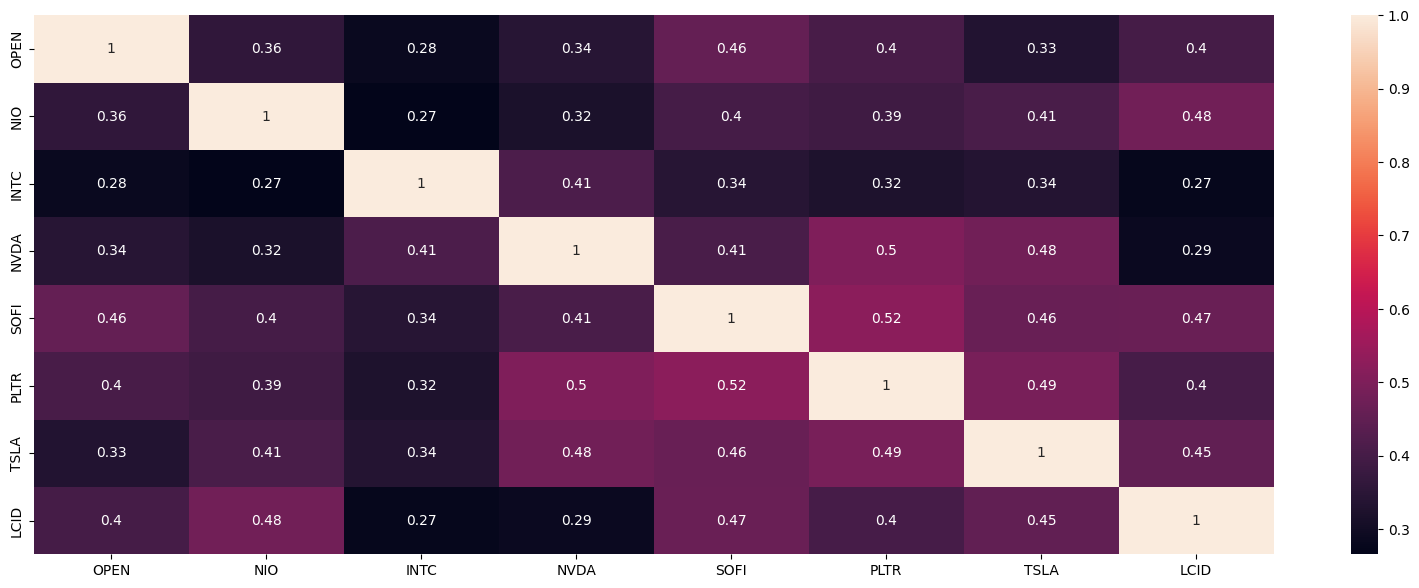 OPEN 1 0.36 0.28 0.34 0.46 0.4 0.33 0.4
NIO 0.36 1 0.27 0.32 0.4 0.39 0.41 0.48
INTC 0.28 0.27 1 0.41 0.34 0.32 0.34 0.27
NVDA 0.34 0.32 0.41 1 0.41 0.5 0.48 0.29
SOFI 0.46 0.4 0.34 0.41 1 0.52 0.46 0.47
PLTR 0.4 0.39 0.32 0.5 0.52 1 0.49 0.4
TSLA 0.33 0.41 0.34 0.48 0.46 0.49 1 0.45
LCID 0.4 0.48 0.27 0.29 0.47 0.4 0.45 1
OPEN NIO INTC NVDA SOFI PLTR TSLA LCID
1.0
0.9
0.8
0.7
0.6
0.5
0.4
0.3